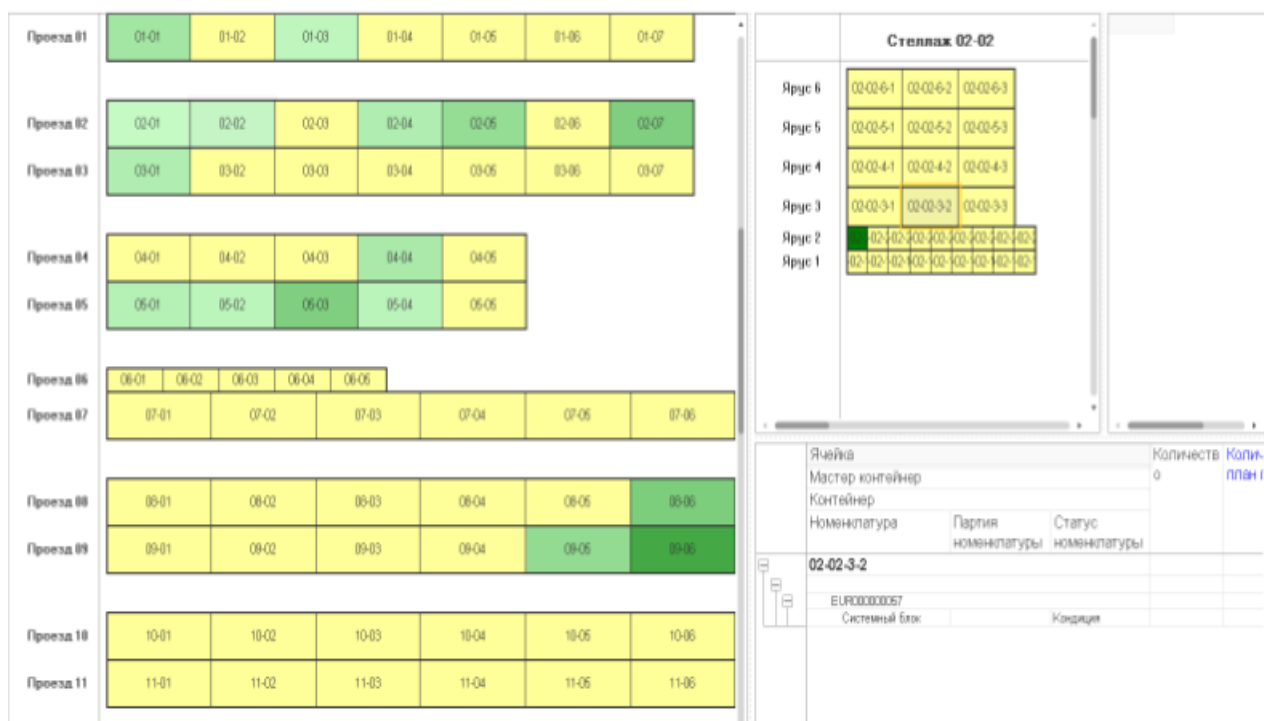 Проезд 01 01-01 01-02 01-03 01-04 01-05 01-06 01-07
Проезд 02 02-01 02-02 02-03 02-04 02-05 02-06 02-07
Проезд 03 03-01 03-02 03-03 03-04 03-05 03-06 03-07
Проезд 04 04-01 04-02 04-03 04-04 04-05
Проезд 05 05-01 05-02 05-03 05-04 05-05
Проезд 06 06-01 06-02 06-03 06-04 06-05
Проезд 07 07-01 07-02 07-03 07-04 07-05 07-06
Проезд 08 08-01 08-02 08-03 08-04 08-05 08-06
Проезд 09 09-01 09-02 09-03 09-04 09-05 09-06
Проезд 10 10-01 10-02 10-03 10-04 10-05 10-06
Проезд 11 11-01 11-02 11-03 11-04 11-05 11-06
Стеллаж 02-02
Ярус 6 02-02-6-1 02-02-6-2 02-02-6-3
Ярус 5 02-02-5-1 02-02-5-2 02-02-5-3
Ярус 4 02-02-4-1 02-02-4-2 02-02-4-3
Ярус 3 02-02-3-1 02-02-3-2 02-02-3-3
Ярус 2
Ярус 1
Ячейка Количеств Колич
Мастер контейнер о план п
Контейнер
Номенклатура Партия Статус
номенклатуры номенклатуры
02-02-3-2
EUR000000057
Системный блок Кондиция